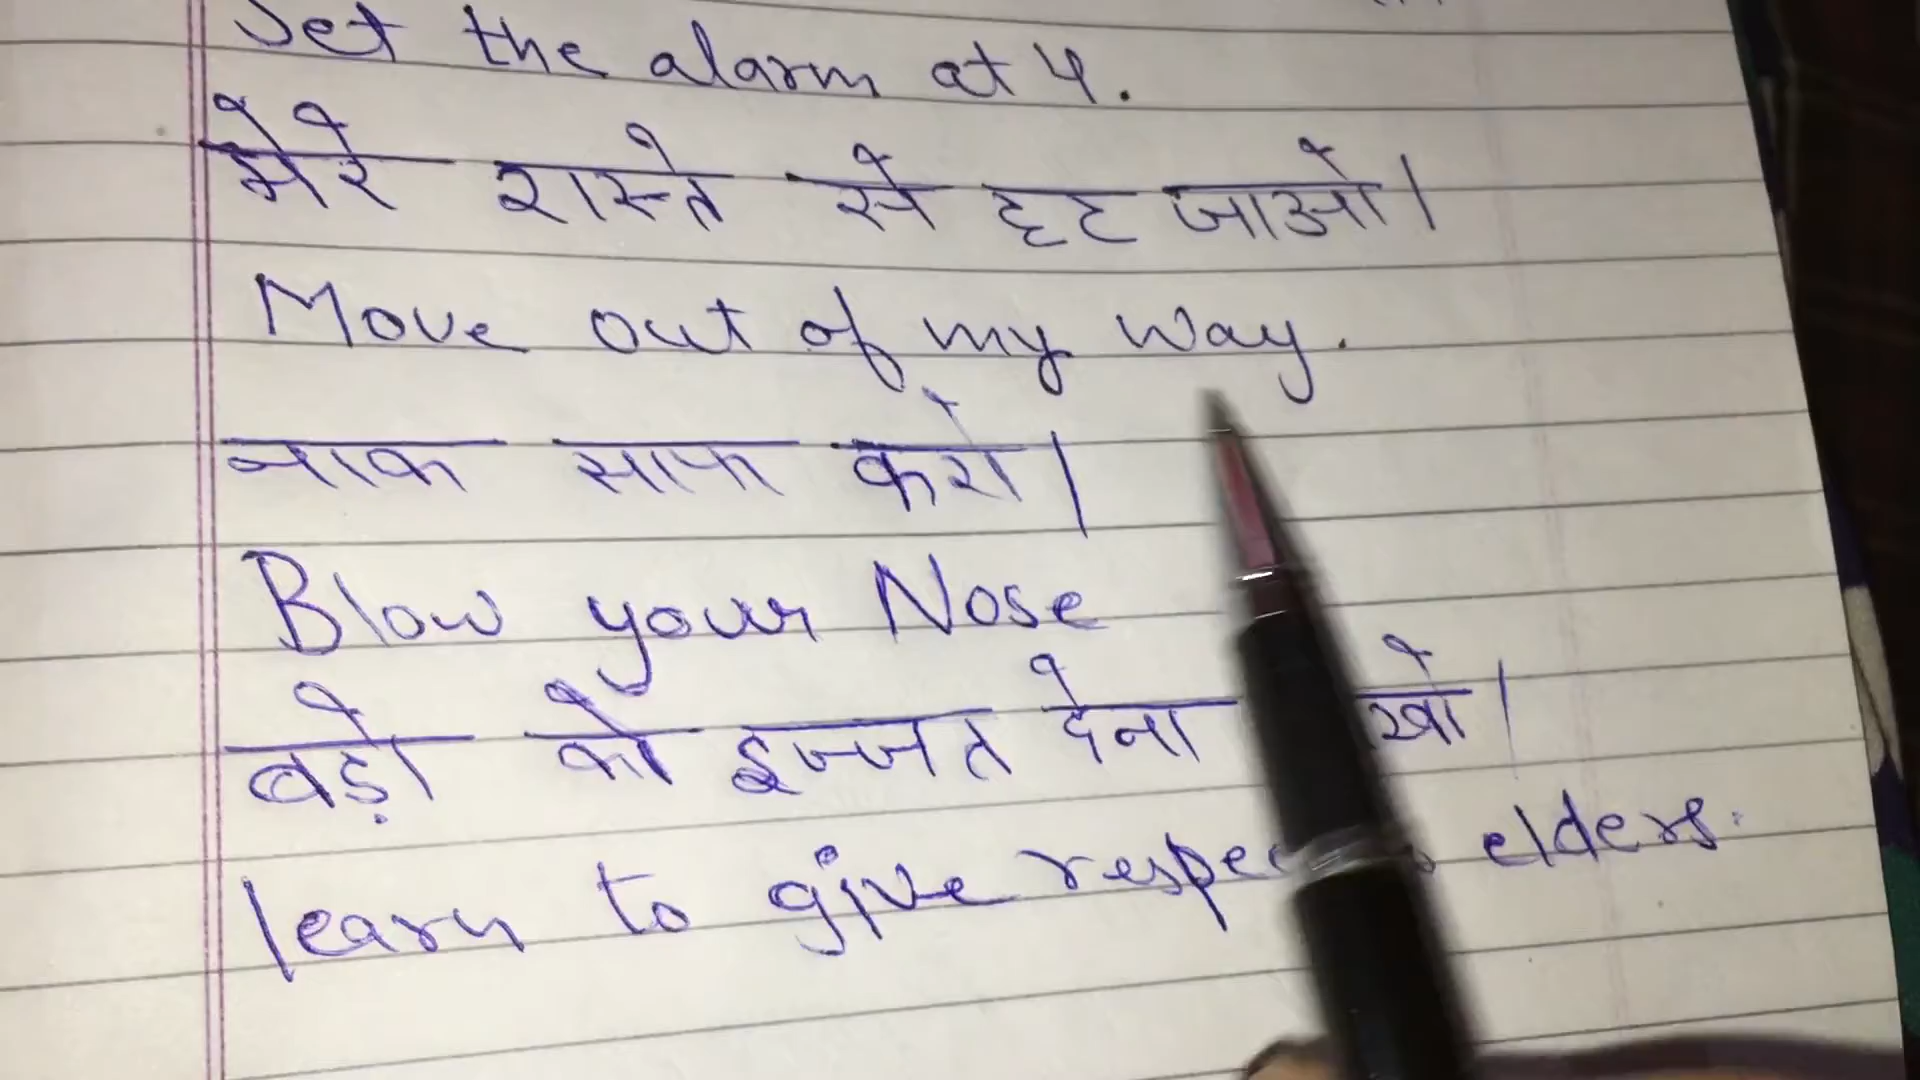 Set the alarm at 4.
मेरे रास्ते से हट जाओ।
Move out of my way.
नाक साफ करो।
Blow your Nose
बड़ो को इज्जत देना खो।
learn to give respec elders.